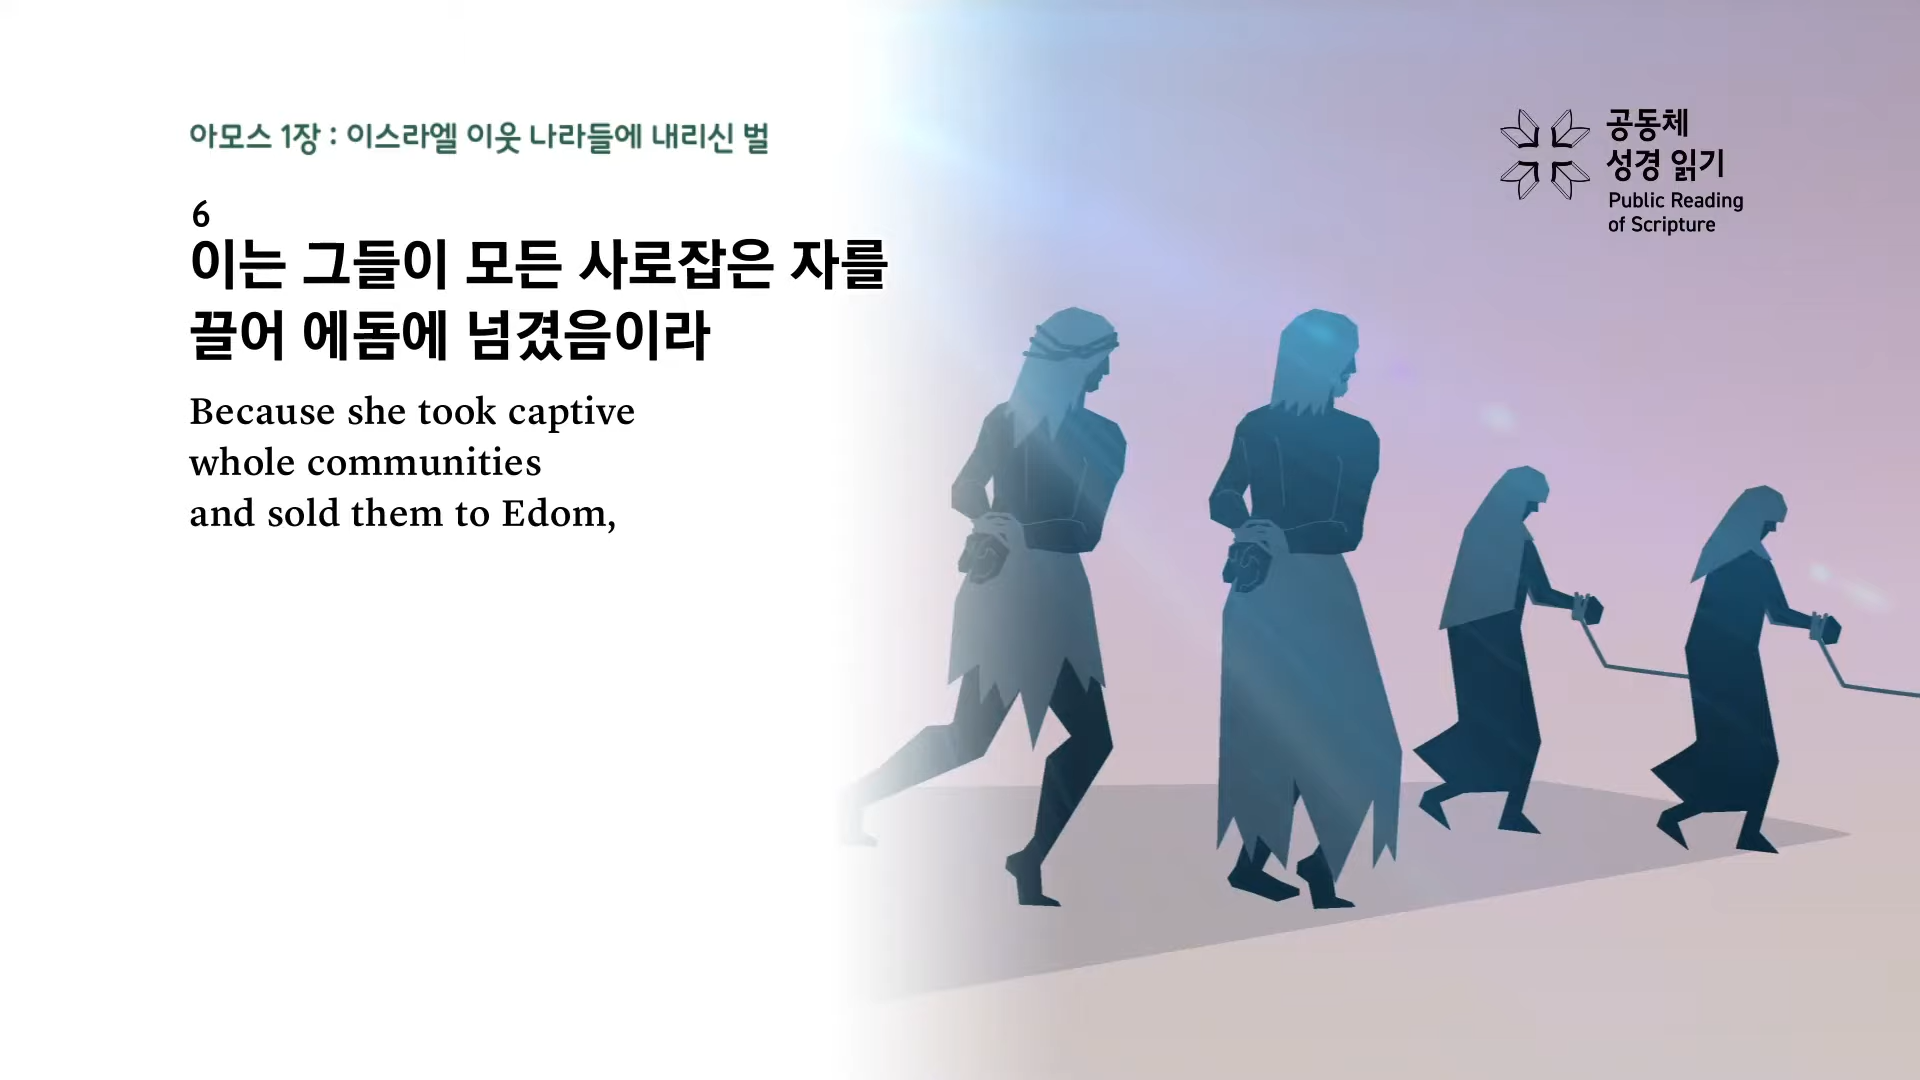 아모스 1장 : 이스라엘 이웃 나라들에 내리신 벌
6
이는 그들이 모든 사로잡은 자를
끌어 에돔에 넘겼음이라
Because she took captive
whole communities
and sold them to Edom,
공동체
성경 읽기
Public Reading
of Scripture